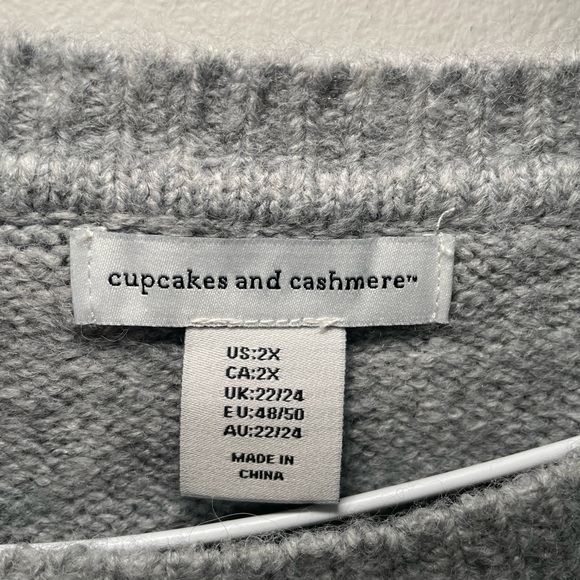 cupcakes and cashmere™
US:2X
CA:2X
UK:22/24
EU:48/50
AU:22/24
MADE IN
CHINA